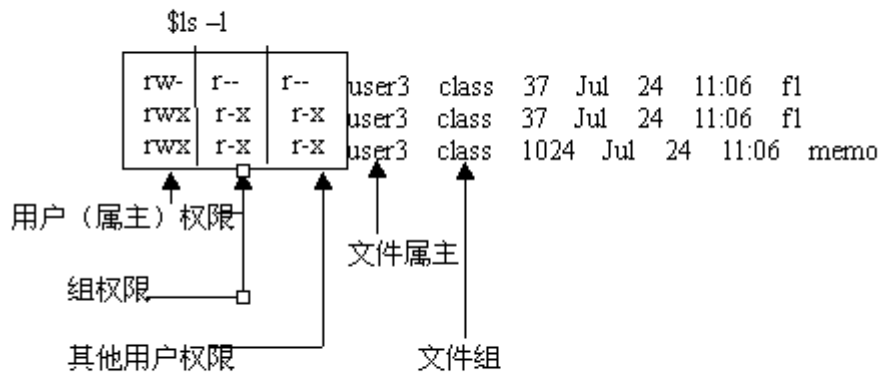 $ls –l
rw- r-- r-- user3 class 37 Jul 24 11:06 f1
rwx r-x r-x user3 class 37 Jul 24 11:06 f1
rwx r-x r-x user3 class 1024 Jul 24 11:06 memo
用户（属主）权限
文件属主
组权限
其他用户权限
文件组